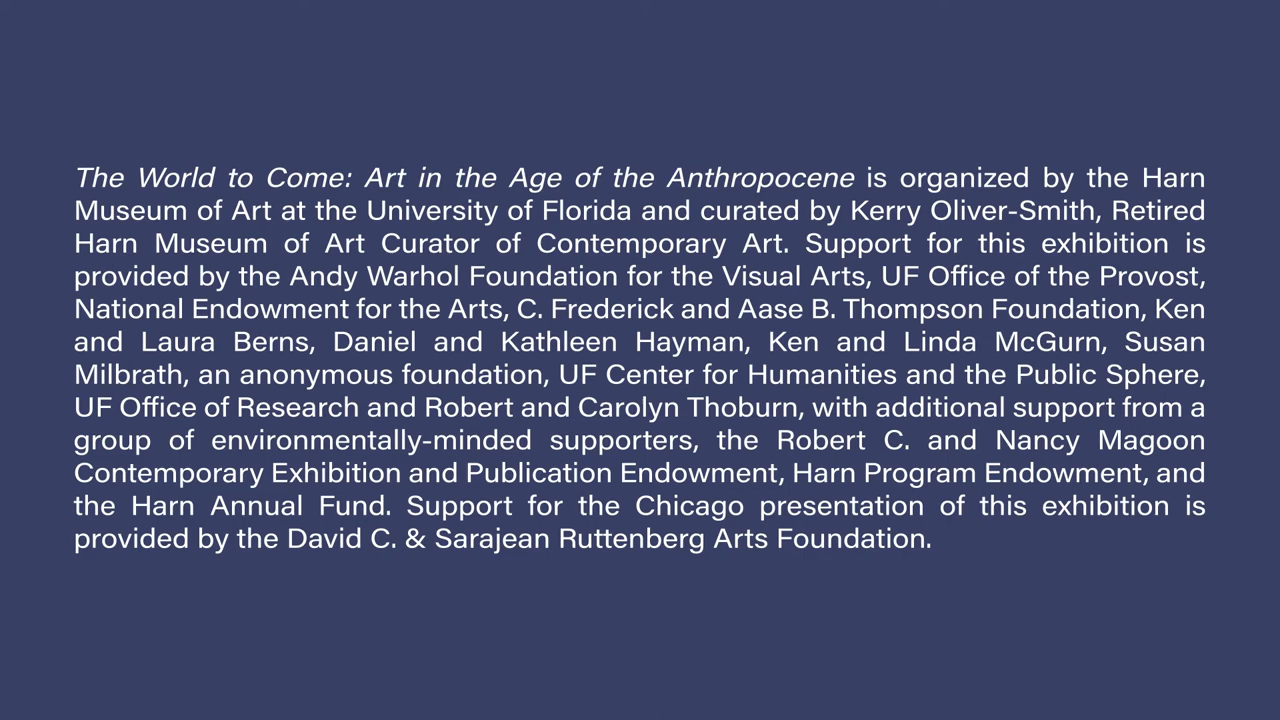 The World to Come: Art in the Age of the Anthropocene is organized by the Harn
Museum of Art at the University of Florida and curated by Kerry Oliver-Smith, Retired
Harn Museum of Art Curator of Contemporary Art. Support for this exhibition is
provided by the Andy Warhol Foundation for the Visual Arts, UF Office of the Provost,
National Endowment for the Arts, C. Frederick and Aase B. Thompson Foundation, Ken
and Laura Berns, Daniel and Kathleen Hayman, Ken and Linda McGurn, Susan
Milbrath, an anonymous foundation, UF Center for Humanities and the Public Sphere,
UF Office of Research and Robert and Carolyn Thoburn, with additional support from a
group of environmentally-minded supporters, the Robert C. and Nancy Magoon
Contemporary Exhibition and Publication Endowment, Harn Program Endowment, and
the Harn Annual Fund. Support for the Chicago presentation of this exhibition is
provided by the David C. & Sarajean Ruttenberg Arts Foundation.